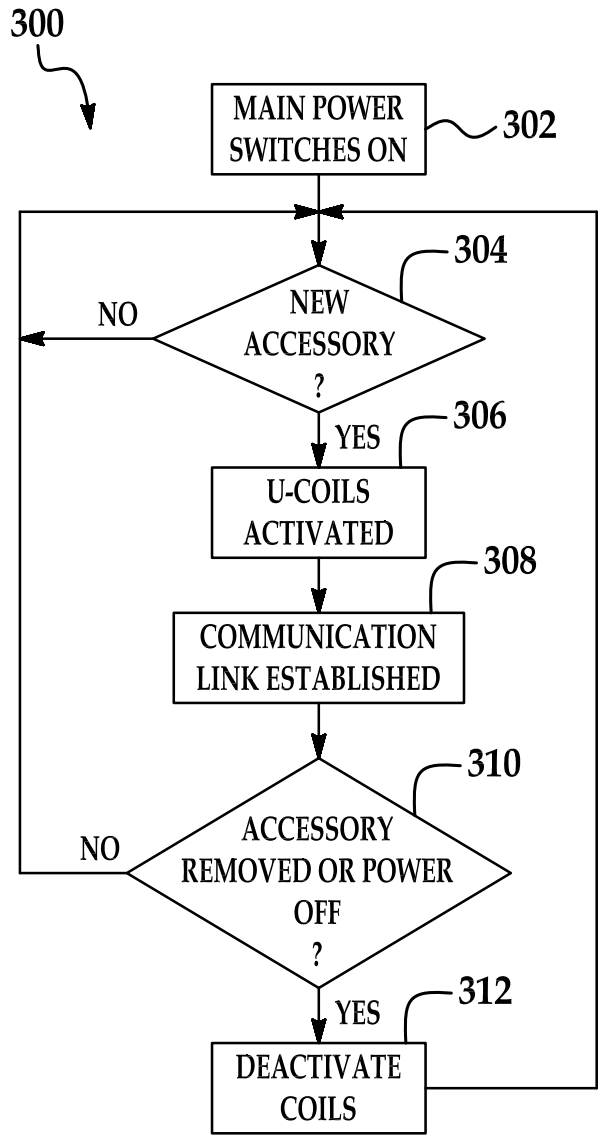 300
MAIN POWER
SWITCHES ON
302
304
NEW
ACCESSORY
?
NO
YES
306
U-COILS
ACTIVATED
308
COMMUNICATION
LINK ESTABLISHED
310
ACCESSORY
REMOVED OR POWER
OFF
?
NO
YES
312
DEACTIVATE
COILS